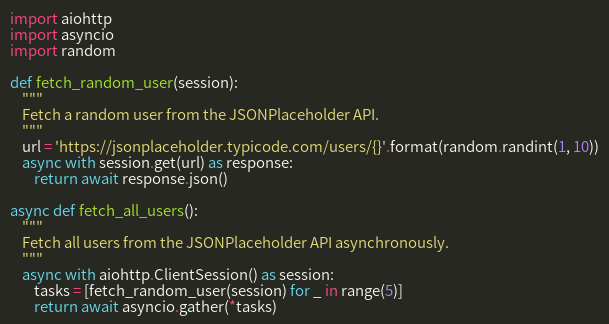 import aiohttp
import asyncio
import random

def fetch_random_user(session):
    """
    Fetch a random user from the JSONPlaceholder API.
    """
    url = 'https://jsonplaceholder.typicode.com/users/{}'.format(random.randint(1, 10))
    async with session.get(url) as response:
        return await response.json()

async def fetch_all_users():
    """
    Fetch all users from the JSONPlaceholder API asynchronously.
    """
    async with aiohttp.ClientSession() as session:
        tasks = [fetch_random_user(session) for _ in range(5)]
        return await asyncio.gather(*tasks)